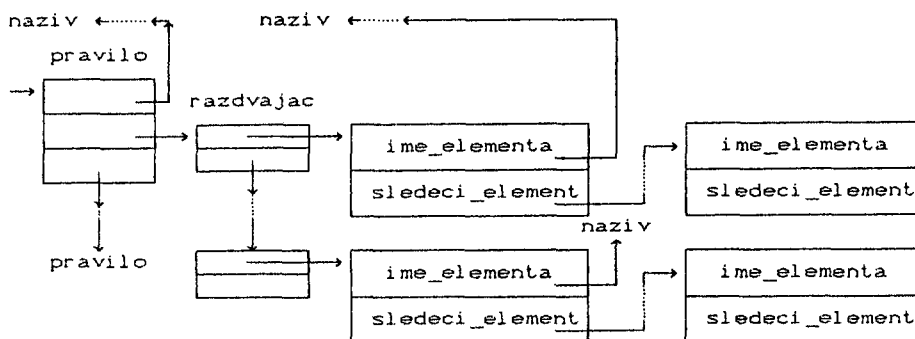 naziv naziv
pravilo
razdvajac
ime_elementa ime_elementa
sledeci_element sledeci_element
naziv
pravilo
ime_elementa ime_elementa
sledeci_element sledeci_element